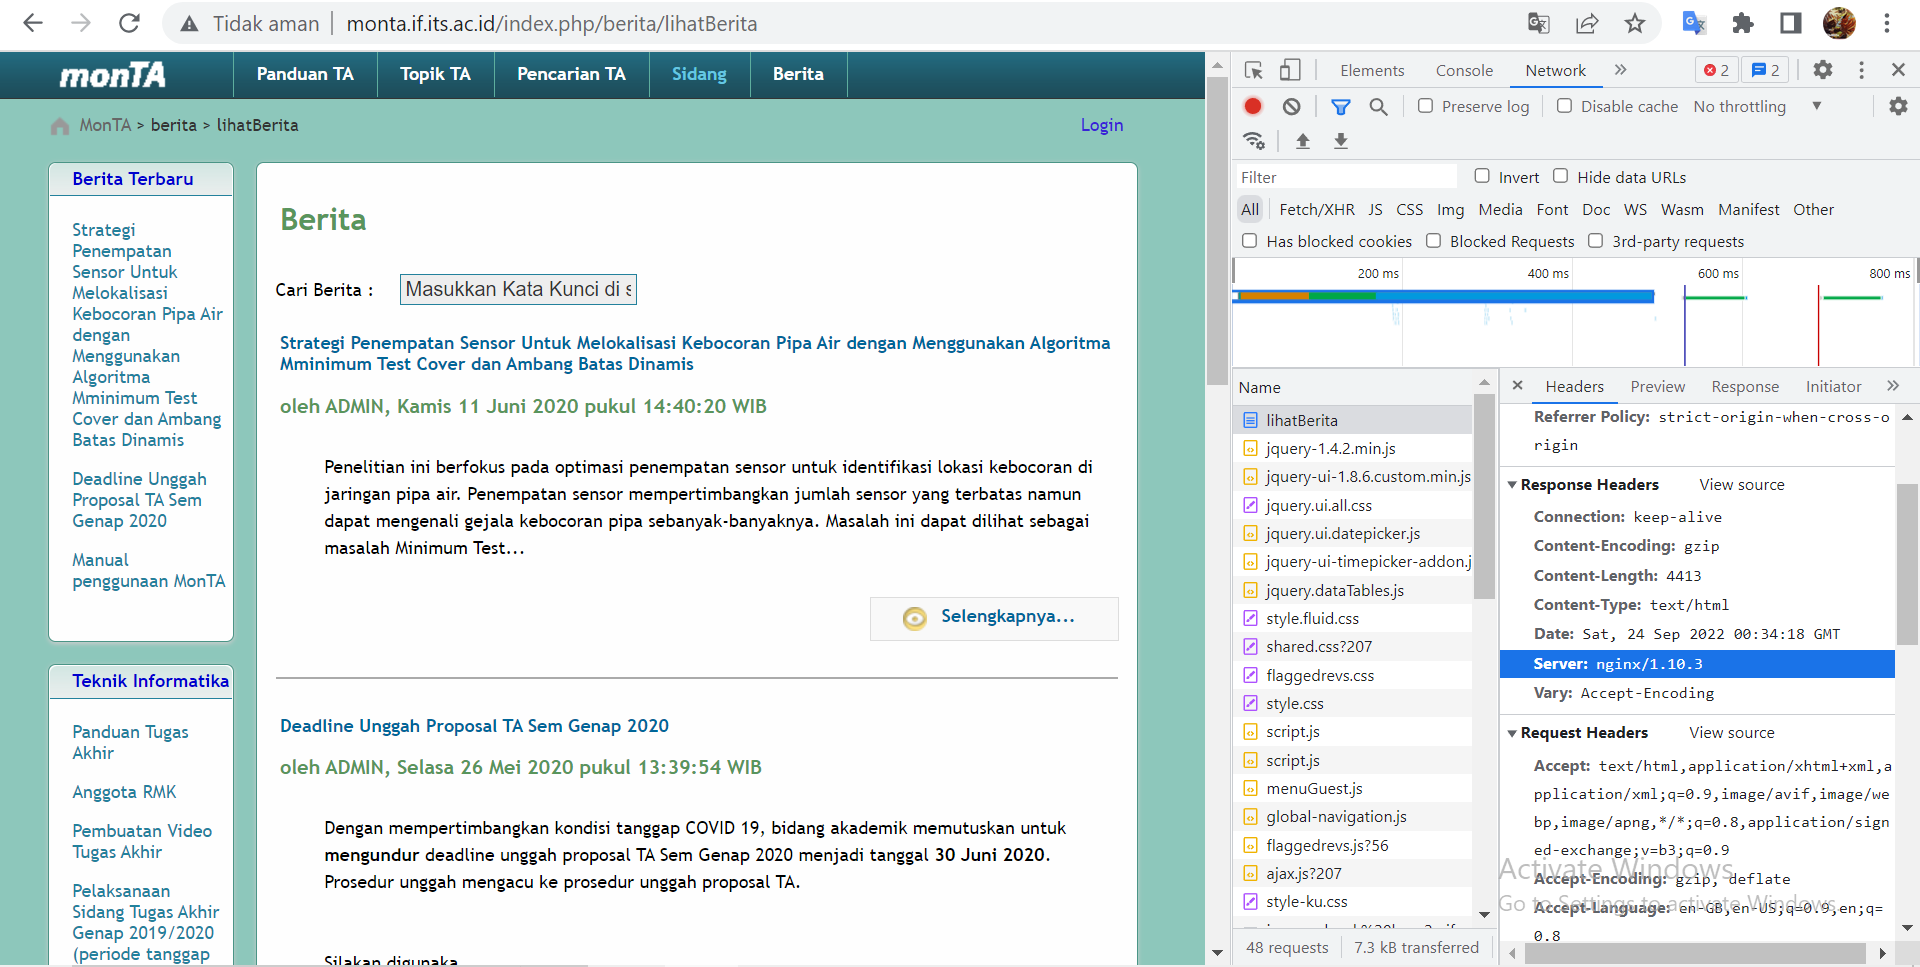 Tidak aman | monta.if.its.ac.id/index.php/berita/lihatBerita
monTA
Panduan TA
Topik TA
Pencarian TA
Sidang
Berita
MonTA > berita > lihatBerita
Login
Berita Terbaru
Strategi
Penempatan
Sensor Untuk
Melokalisasi
Kebocoran Pipa Air
dengan
Menggunakan
Algoritma
Mminimum Test
Cover dan Ambang
Batas Dinamis
Deadline Unggah
Proposal TA Sem
Genap 2020
Manual
penggunaan MonTA
Teknik Informatika
Panduan Tugas
Akhir
Anggota RMK
Pembuatan Video
Tugas Akhir
Pelaksanaan
Sidang Tugas Akhir
Genap 2019/2020
(periode tanggap
Berita
Cari Berita :
Masukkan Kata Kunci di s
Strategi Penempatan Sensor Untuk Melokalisasi Kebocoran Pipa Air dengan Menggunakan Algoritma
Mminimum Test Cover dan Ambang Batas Dinamis
oleh ADMIN, Kamis 11 Juni 2020 pukul 14:40:20 WIB
Penelitian ini berfokus pada optimasi penempatan sensor untuk identifikasi lokasi kebocoran di
jaringan pipa air. Penempatan sensor mempertimbangkan jumlah sensor yang terbatas namun
dapat mengenali gejala kebocoran pipa sebanyak-banyaknya. Masalah ini dapat dilihat sebagai
masalah Minimum Test...
Selengkapnya...
Deadline Unggah Proposal TA Sem Genap 2020
oleh ADMIN, Selasa 26 Mei 2020 pukul 13:39:54 WIB
Dengan mempertimbangkan kondisi tanggap COVID 19, bidang akademik memutuskan untuk
mengundur deadline unggah proposal TA Sem Genap 2020 menjadi tanggal 30 Juni 2020.
Prosedur unggah mengacu ke prosedur unggah proposal TA.
Silakan digunaka
Elements
Console
Network
2
2
Preserve log
Disable cache
No throttling
Filter
Invert
Hide data URLs
All
Fetch/XHR
JS
CSS
Img
Media
Font
Doc
WS
Wasm
Manifest
Other
Has blocked cookies
Blocked Requests
3rd-party requests
200 ms
400 ms
600 ms
800 ms
Name
lihatBerita
jquery-1.4.2.min.js
jquery-ui-1.8.6.custom.min.js
jquery.ui.all.css
jquery.ui.datepicker.js
jquery-ui-timepicker-addon.j
jquery.dataTables.js
style.fluid.css
shared.css?207
flaggedrevs.css
style.css
script.js
script.js
menuGuest.js
global-navigation.js
flaggedrevs.js?56
ajax.js?207
style-ku.css
48 requests
7.3 kB transferred
Headers
Preview
Response
Initiator
Referrer Policy: strict-origin-when-cross-o
rigin
Response Headers
View source
Connection: keep-alive
Content-Encoding: gzip
Content-Length: 4413
Content-Type: text/html
Date: Sat, 24 Sep 2022 00:34:18 GMT
Server: nginx/1.10.3
Vary: Accept-Encoding
Request Headers
View source
Accept: text/html,application/xhtml+xml,a
pplication/xml;q=0.9,image/avif,image/we
bp,image/apng,*/*;q=0.8,application/sign
ed-exchange;v=b3;q=0.9
Accept-Encoding: gzip, deflate
Accept-Language: en-GB,en-US;q=0.9,en;q=
0.8
Activate Windows
Go to Settings to activate Windows.